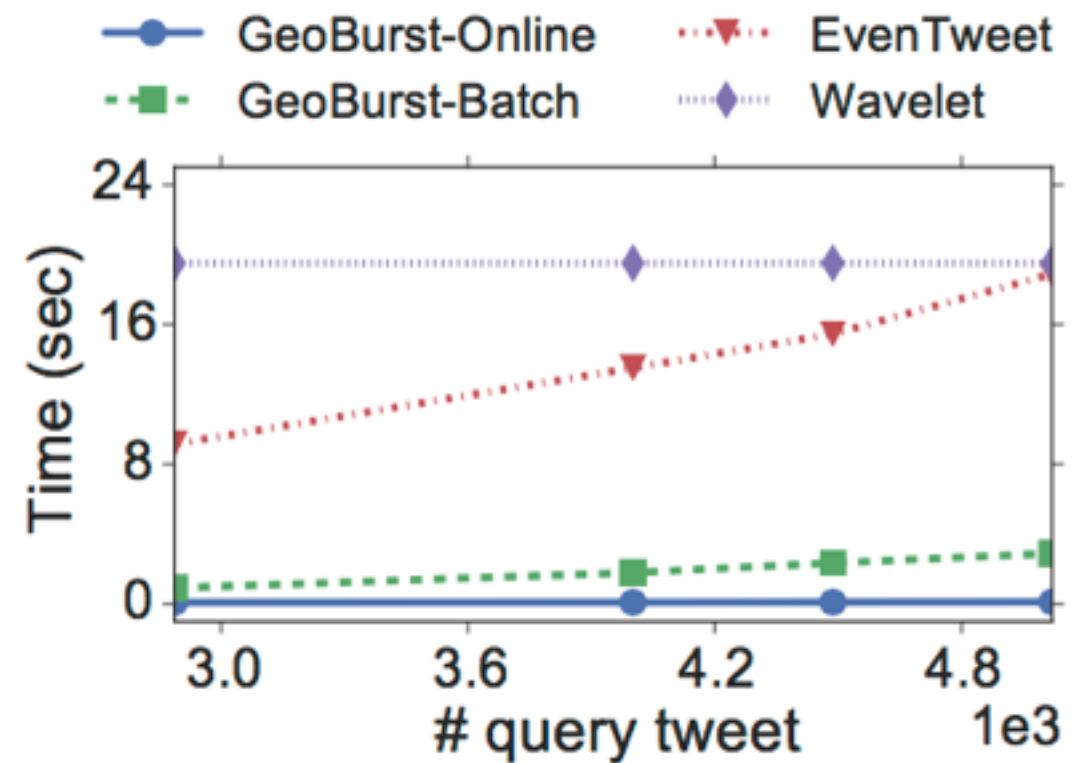 GeoBurst-Online EvenTweet
GeoBurst-Batch Wavelet
24
16
8
0
Time (sec)
3.0 3.6 4.2 4.8
# query tweet 1e3